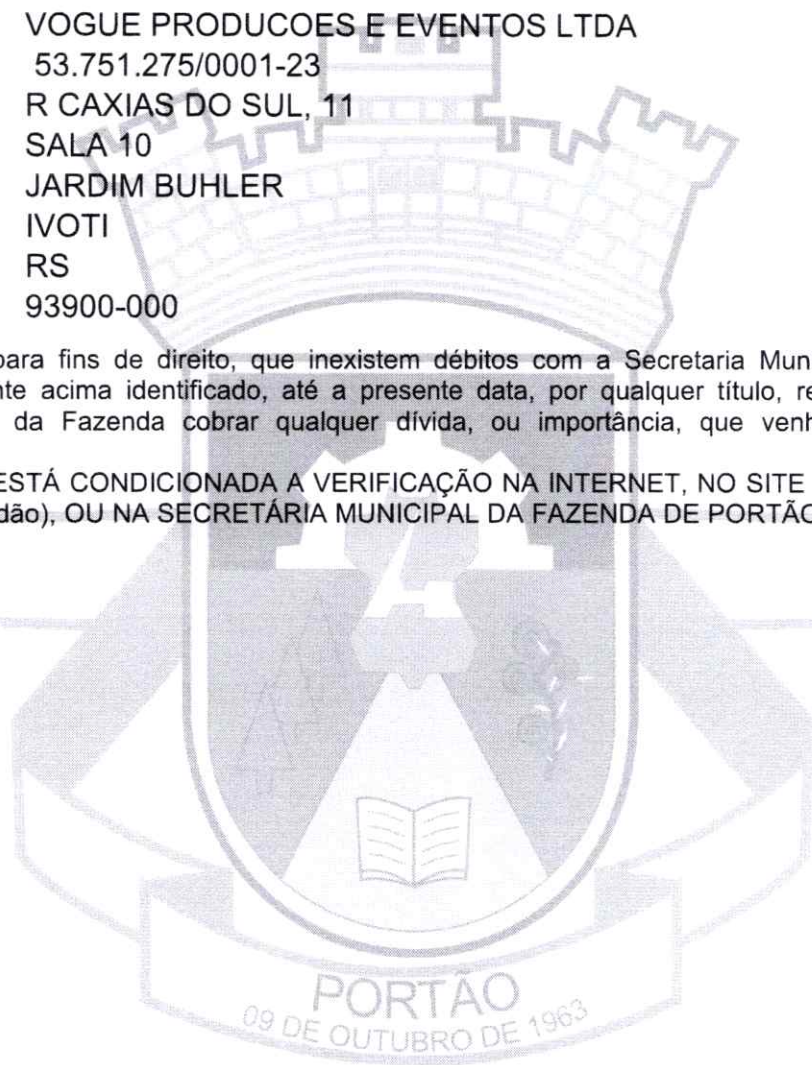 VOGUE PRODUCOES E EVENTOS LTDA
53.751.275/0001-23
R CAXIAS DO SUL, 11
SALA 10
JARDIM BUHLER
IVOTI
RS
93900-000
para fins de direito, que inexistem débitos com a Secretaria Mun
nte acima identificado, até a presente data, por qualquer título, re
da Fazenda cobrar qualquer dívida, ou importância, que venh
ESTÁ CONDICIONADA A VERIFICAÇÃO NA INTERNET, NO SITE
dão), OU NA SECRETÁRIA MUNICIPAL DA FAZENDA DE PORTÃO
PORTÃO
09 DE OUTUBRO DE 1963